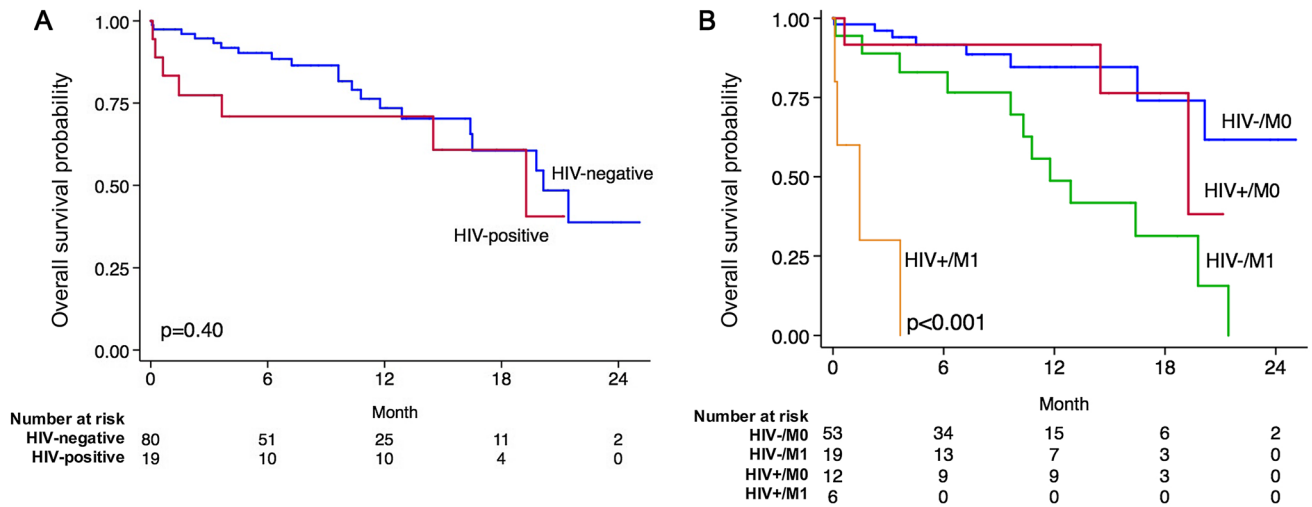 A
Overall survival probability
1.00
0.75
0.50
0.25
0.00
HIV-negative
HIV-positive
p=0.40
0 6 12 18 24
Month
Number at risk
HIV-negative 80 51 25 11 2
HIV-positive 19 10 10 4 0
B
Overall survival probability
1.00
0.75
0.50
0.25
0.00
HIV-/M0
HIV+/M0
HIV+/M1
HIV-/M1
p<0.001
0 6 12 18 24
Month
Number at risk
HIV-/M0 53 34 15 6 2
HIV-/M1 19 13 7 3 0
HIV+/M0 12 9 9 3 0
HIV+/M1 6 0 0 0 0